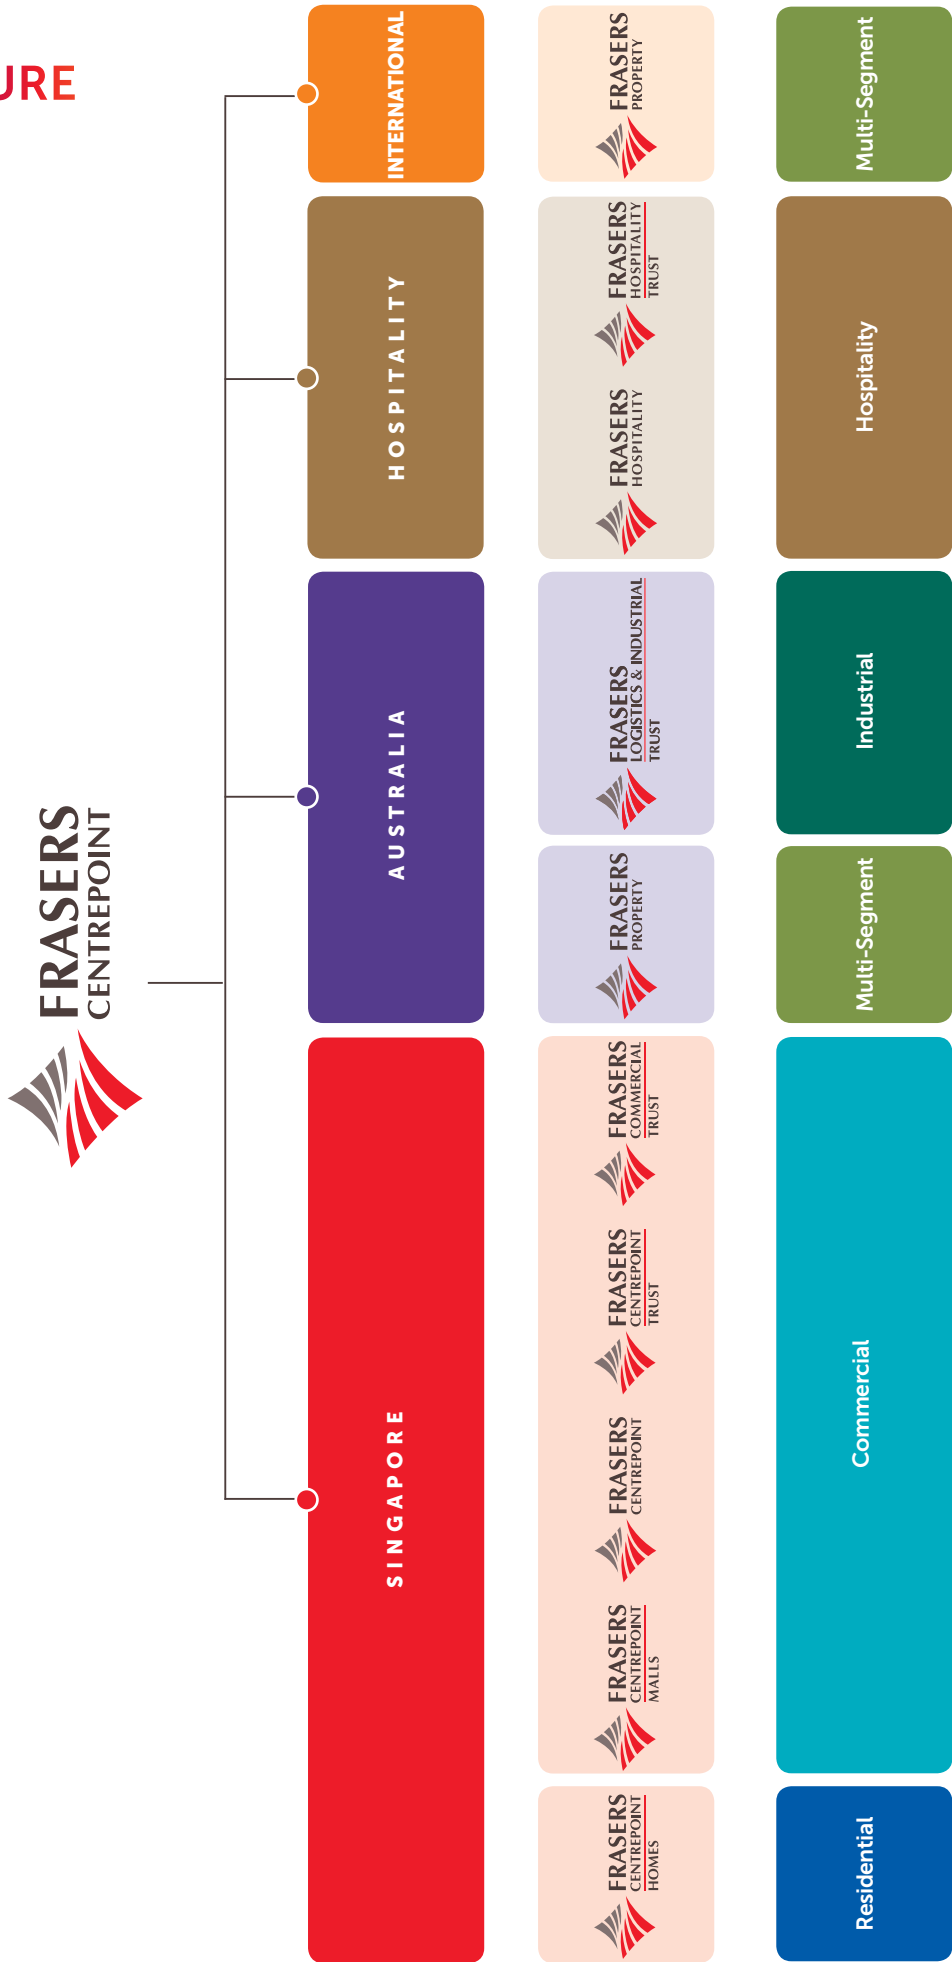 URE
FRASERS
CENTREPOINT
SINGAPORE
AUSTRALIA
HOSPITALITY
INTERNATIONAL
FRASERS
CENTREPOINT
HOMES
FRASERS
CENTREPOINT
MALLS
FRASERS
CENTREPOINT
FRASERS
CENTREPOINT
TRUST
FRASERS
COMMERCIAL
TRUST
FRASERS
PROPERTY
FRASERS
LOGISTICS & INDUSTRIAL
TRUST
FRASERS
HOSPITALITY
FRASERS
HOSPITALITY
TRUST
FRASERS
PROPERTY
Residential
Commercial
Multi-Segment
Industrial
Hospitality
Multi-Segment